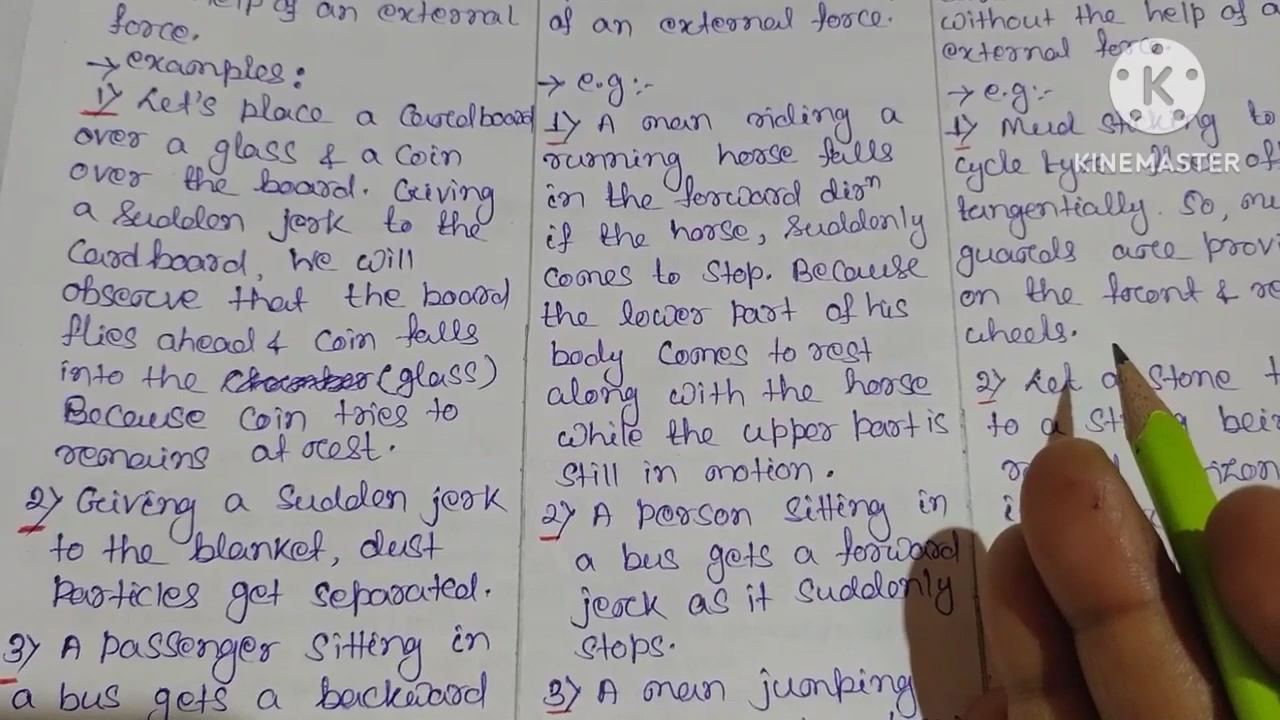 help of an external
force.
→ examples:
1) Let's place a Cardboard
over a glass & a coin
over the board. Giving
a Sudden jerk to the
Cardboard, We will
observe that the board
flies ahead & coin falls
into the (glass)
Because coin tries to
remains at rest.
2) Giving a Sudden jerk
to the blanket, dust
Particles get separated.
3) A Passenger Sitting in
a bus gets a backward
of an external force.
→ e.g:-
1) A man riding a
running horse falls
in the forward dirn
if the horse, Suddenly
Comes to Stop. Because
the lower part of his
body Comes to rest
along with the horse
while the upper part is
Still in motion.
2) A person Sitting in
a bus gets a forward
jerk as it Suddenly
Stops.
3) A man jumping
without the help of
external force.
→ e.g:-
1) Mud to
cycle
tangentially. So,
guards are
on the front &
wheels.
2) Let a Stone
to a
KINEMASTER